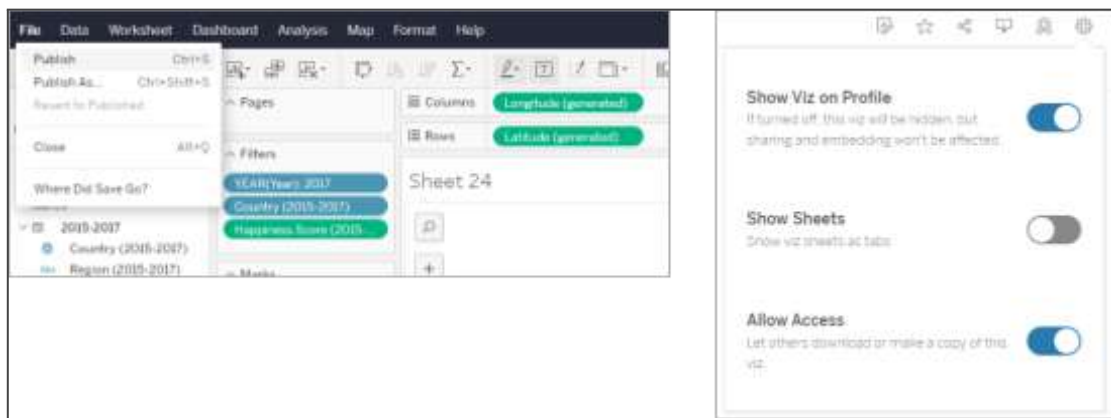 File Data Worksheet Dashboard Analysis Map Format Help
Publish Ctrl+S
Publish As... Ctrl+Shift+S
Revert to Published
Close Alt+Q
Where Did Save Go?
2015-2017
Country (2015-2017)
Abc Region (2015-2017)
Pages
Filters
YEAR(Year): 2017
Country (2015-2017)
Happiness Score (2015-...
Marks
Columns Longitude (generated)
Rows Latitude (generated)
Sheet 24
Show Viz on Profile
If turned off, this viz will be hidden, but
sharing and embedding won't be affected.
Show Sheets
Show viz sheets as tabs.
Allow Access
Let others download or make a copy of this
viz.